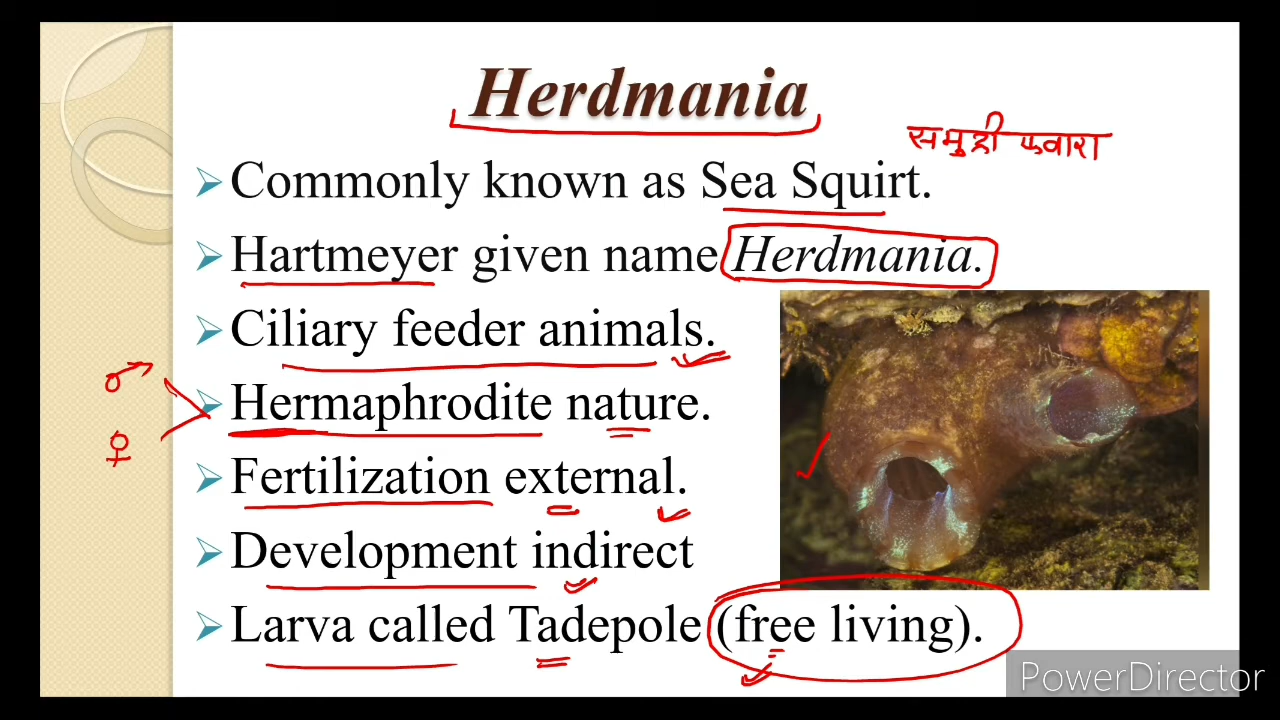 Herdmania
समुद्री फवारा
Commonly known as Sea Squirt.
Hartmeyer given name Herdmania.
Ciliary feeder animals.
♂
Hermaphrodite nature.
♀
Fertilization external.
Development indirect
Larva called Tadepole (free living).
PowerDirector